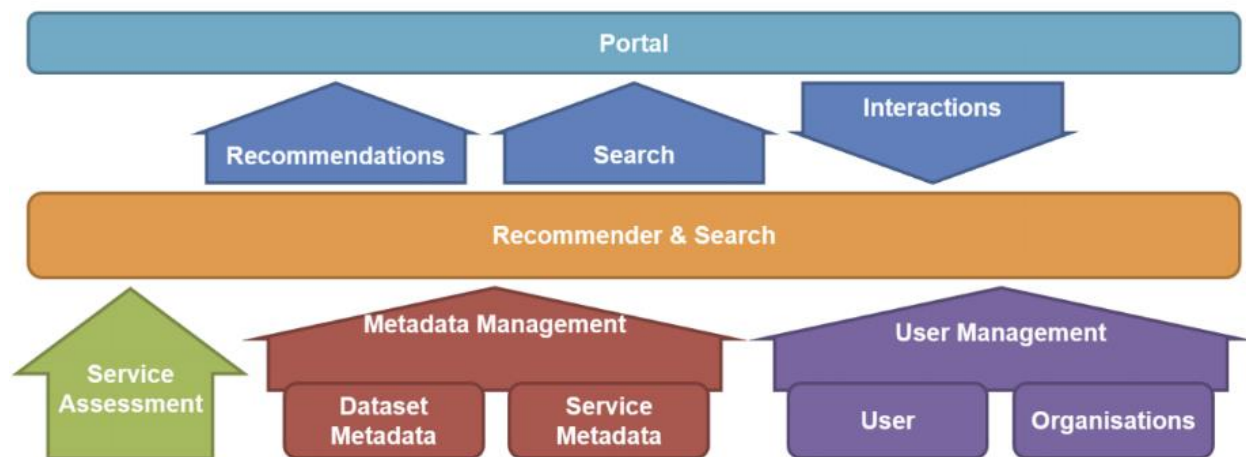 Portal
Recommendations
Search
Interactions
Recommender & Search
Service
Assessment
Metadata Management
Dataset
Metadata
Service
Metadata
User Management
User
Organisations